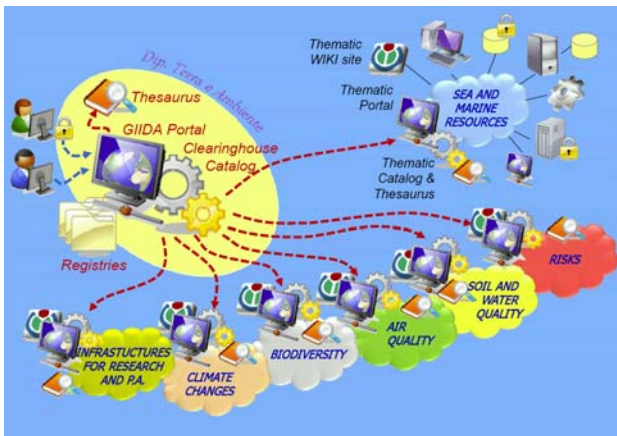 Dip. Terra e Ambiente
Thesaurus
GIIDA Portal
Clearinghouse
Catalog
Registries
Thematic
WIKI site
Thematic
Portal
Thematic
Catalog &
Thesaurus
SEA AND
MARINE
RESOURCES
RISKS
SOIL AND
WATER
QUALITY
AIR
QUALITY
BIODIVERSITY
CLIMATE
CHANGES
INFRASTUCTURES
FOR RESEARCH
AND P.A.